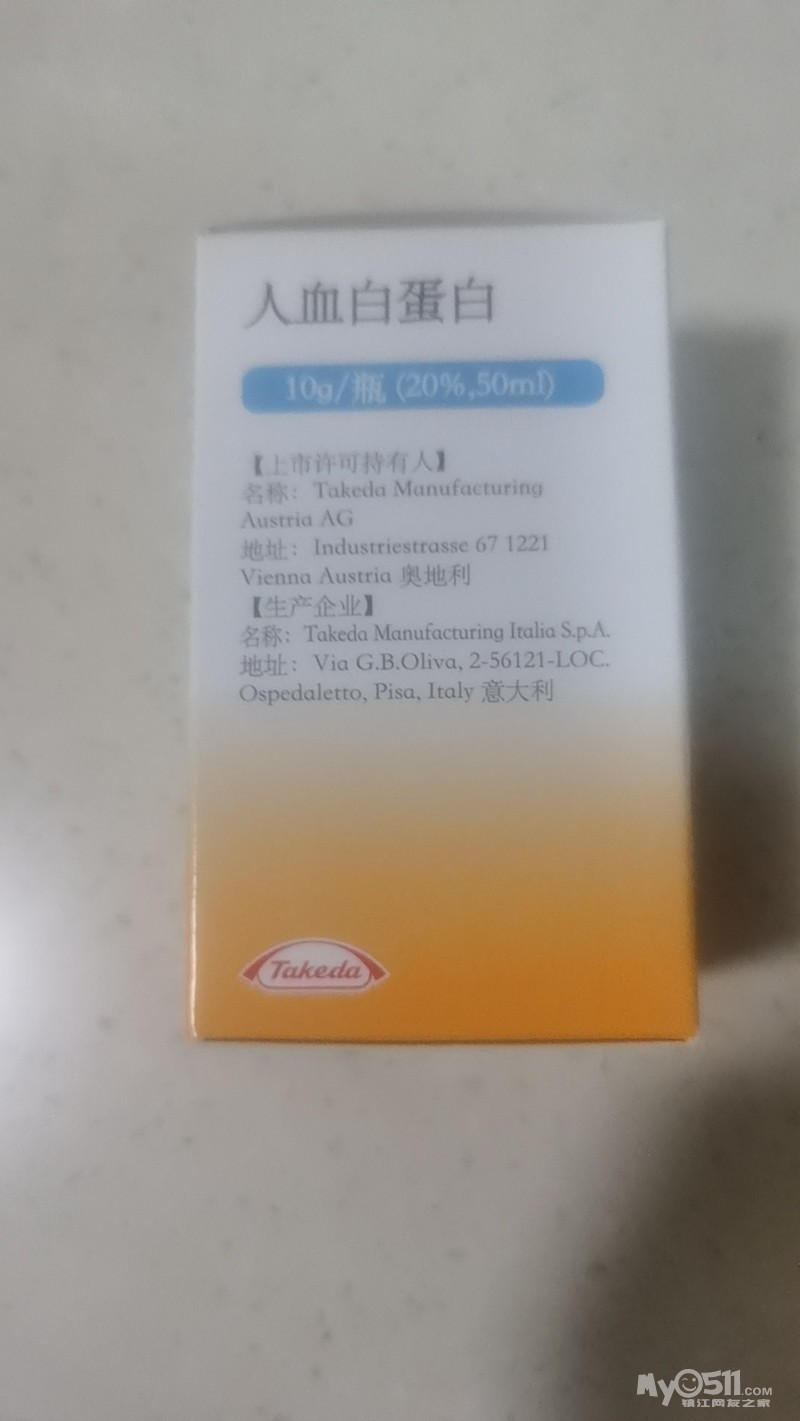 人血白蛋白
10g/瓶 (20%,50ml)
【上市许可持有人】
名称： Takeda Manufacturing
Austria AG
地址： Industriestrasse 67 1221
Vienna Austria 奥地利
【生产企业】
名称：Takeda Manufacturing Italia S.p.A.
地址： Via G.B.Oliva, 2-56121-LOC.
Ospedaletto, Pisa, Italy 意大利
Takeda
My0511.COM
镇江网友之家